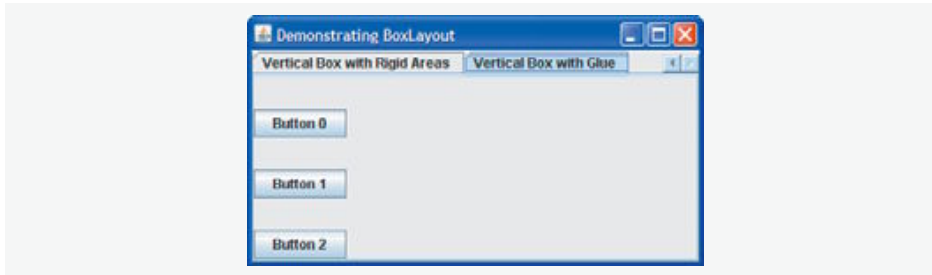 Demonstrating BoxLayout
Vertical Box with Rigid Areas Vertical Box with Glue
Button 0
Button 1
Button 2